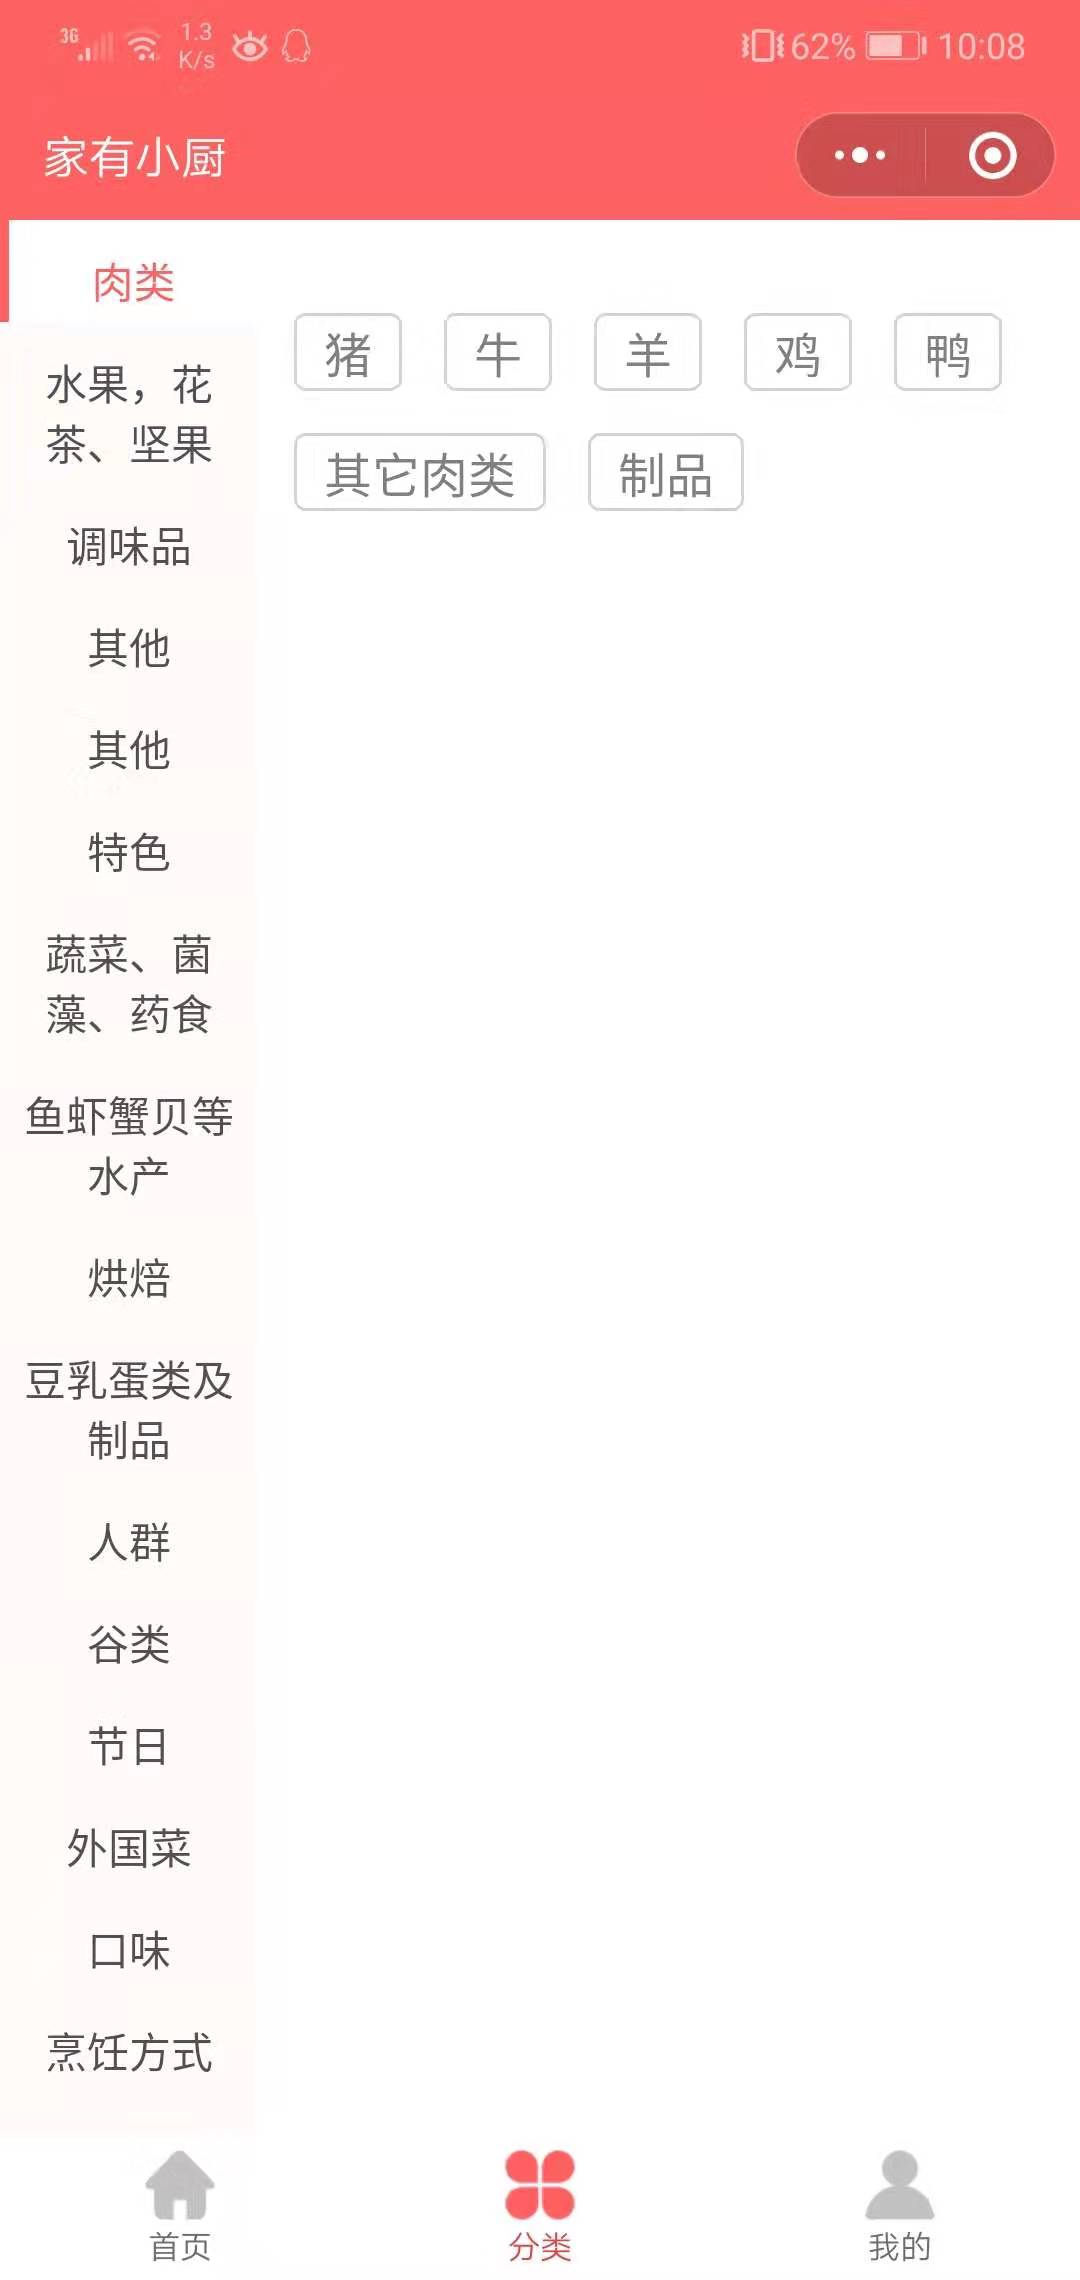 3G 1.3 K/s 62% 10:08
家有小厨
肉类
猪 牛 羊 鸡 鸭
其它肉类 制品
水果，花
茶、坚果
调味品
其他
其他
特色
蔬菜、菌
藻、药食
鱼虾蟹贝等
水产
烘焙
豆乳蛋类及
制品
人群
谷类
节日
外国菜
口味
烹饪方式
首页 分类 我的